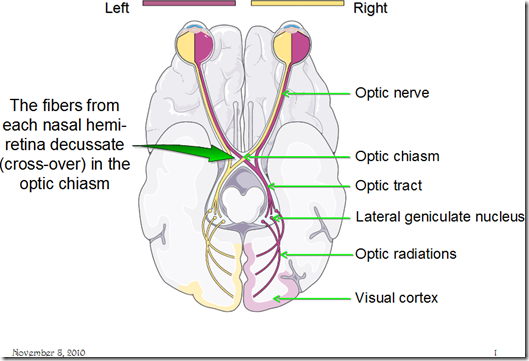 Left
Right
The fibers from
each nasal hemi-
retina decussate
(cross-over) in the
optic chiasm
Optic nerve
Optic chiasm
Optic tract
Lateral geniculate nucleus
Optic radiations
Visual cortex
November 8, 2010
1